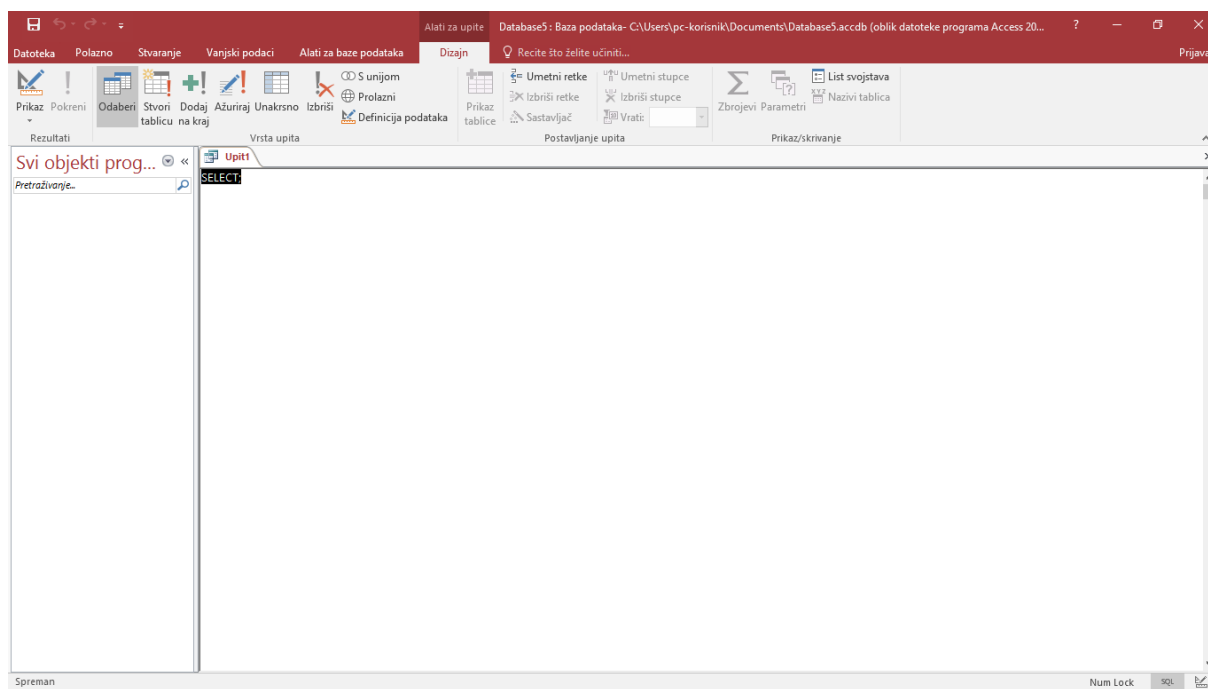 Alati za upite
Database5 : Baza podataka- C:\Users\pc-korisnik\Documents\Database5.accdb (oblik datoteke programa Access 20...
?
Datoteka Polazno Stvaranje Vanjski podaci Alati za baze podataka Dizajn Recite što želite učiniti... Prijava
Prikaz
Pokreni
Rezultati
Odaberi
Stvori
tablicu
Dodaj
na kraj
Ažuriraj
Unakrsno
Izbriši
S unijom
Prolazni
Definicija podataka
Vrsta upita
Prikaz
tablice
Umetni retke
Izbriši retke
Sastavljač
Umetni stupce
Izbriši stupce
Vrati:
Postavljanje upita
Zbrojevi
Parametri
List svojstava
XYZ Nazivi tablica
Prikaz/skrivanje
Svi objekti prog... «
Pretraživanje...
Upit1
SELECT;
Spreman
Num Lock
SQL